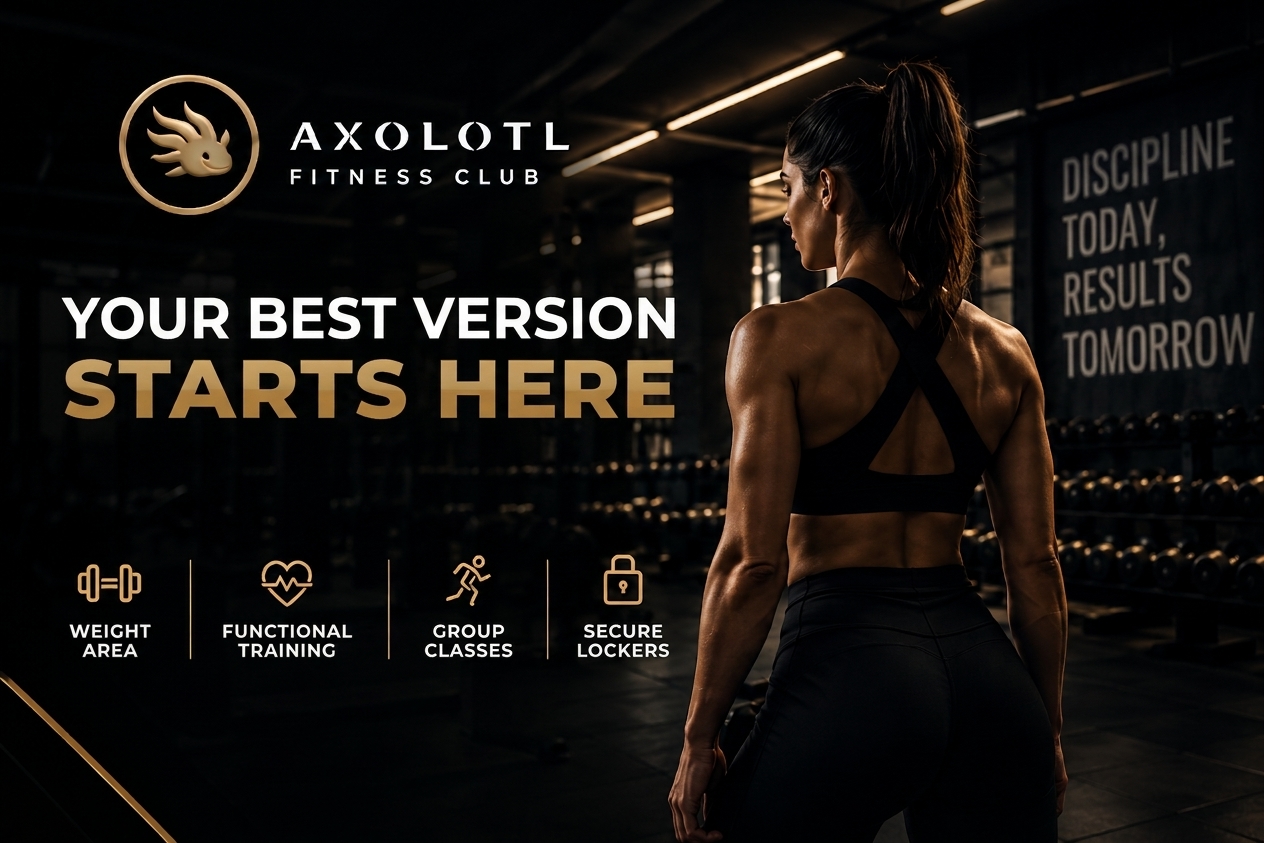 AXOLOTL
FITNESS CLUB
YOUR BEST VERSION
STARTS HERE
WEIGHT
AREA
FUNCTIONAL
TRAINING
GROUP
CLASSES
SECURE
LOCKERS
DISCIPLINE
TODAY,
RESULTS
TOMORROW